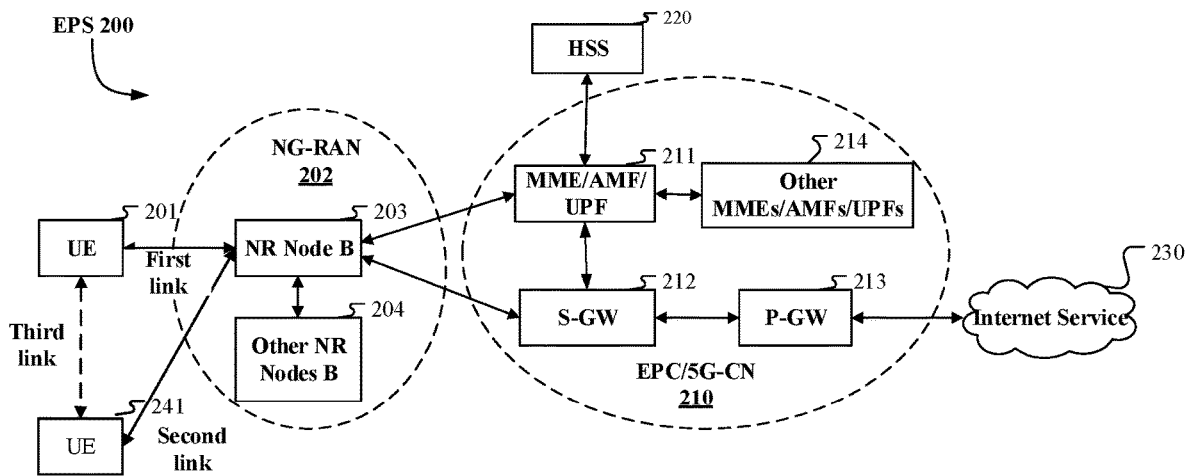 EPS 200
220
HSS
NG-RAN
202
211
MME/AMF/
UPF
214
Other
MMEs/AMFs/UPFs
201
UE
203
NR Node B
First
link
204
Other NR
Nodes B
212
S-GW
213
P-GW
230
Internet Service
Third
link
EPC/5G-CN
210
241
UE
Second
link